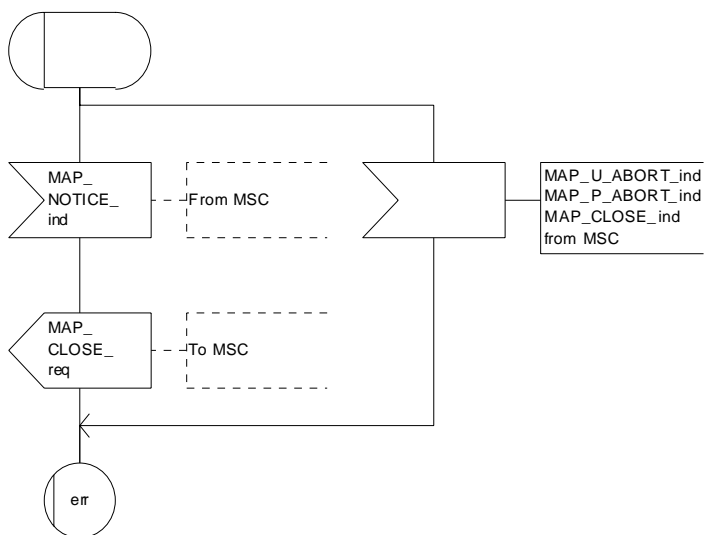 MAP_
NOTICE_
ind
From MSC
MAP_U_ABORT_ind
MAP_P_ABORT_ind
MAP_CLOSE_ind
from MSC
MAP_
CLOSE_
req
To MSC
err